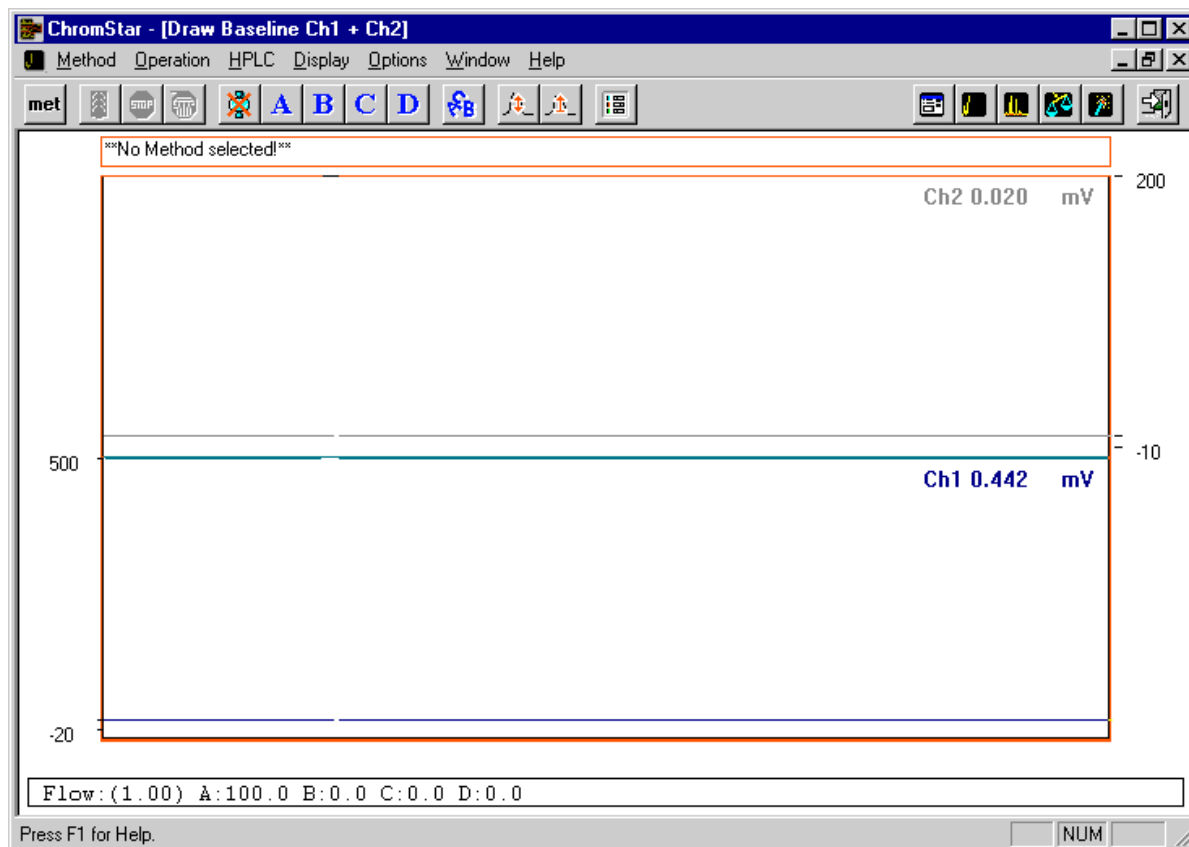 ChromStar - [Draw Baseline Ch1 + Ch2]
Method Operation HPLC Display Options Window Help
met STOP A B C D
**No Method selected!**
Ch2 0.020 mV
200
500
-10
Ch1 0.442 mV
-20
Flow:(1.00) A:100.0 B:0.0 C:0.0 D:0.0
Press F1 for Help.
NUM